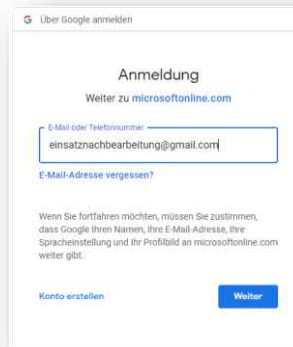 Über Google anmelden
Anmeldung
Weiter zu microsoftonline.com
E-Mail oder Telefonnummer
einsatznachbearbeitung@gmail.com
E-Mail-Adresse vergessen?
Wenn Sie fortfahren möchten, müssen Sie zustimmen,
dass Google Ihren Namen, Ihre E-Mail-Adresse, Ihre
Spracheinstellung und Ihr Profilbild an microsoftonline.com
weiter gibt.
Konto erstellen
Weiter